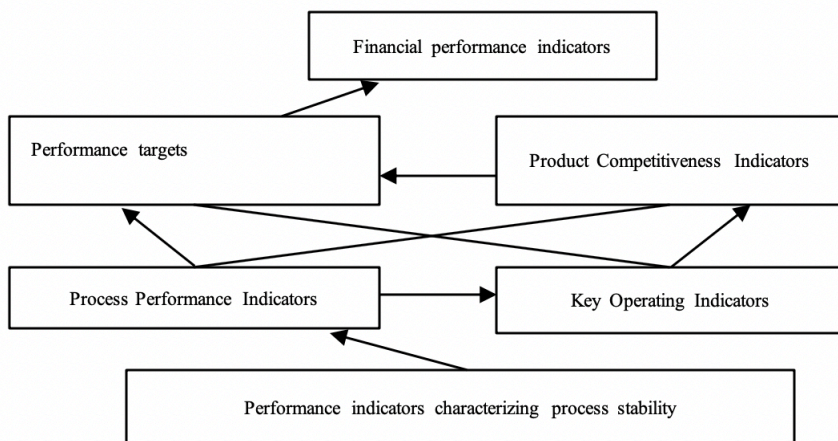 Financial performance indicators
Performance targets
Product Competitiveness Indicators
Process Performance Indicators
Key Operating Indicators
Performance indicators characterizing process stability